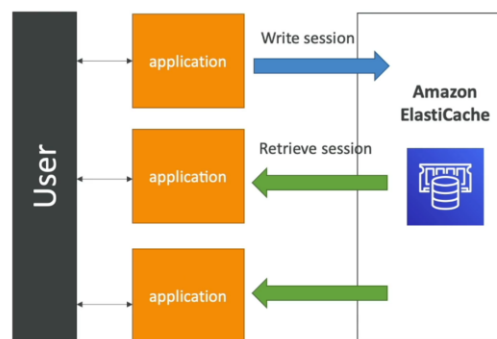 User
application
Write session
Amazon
ElastiCache
application
Retrieve session
application